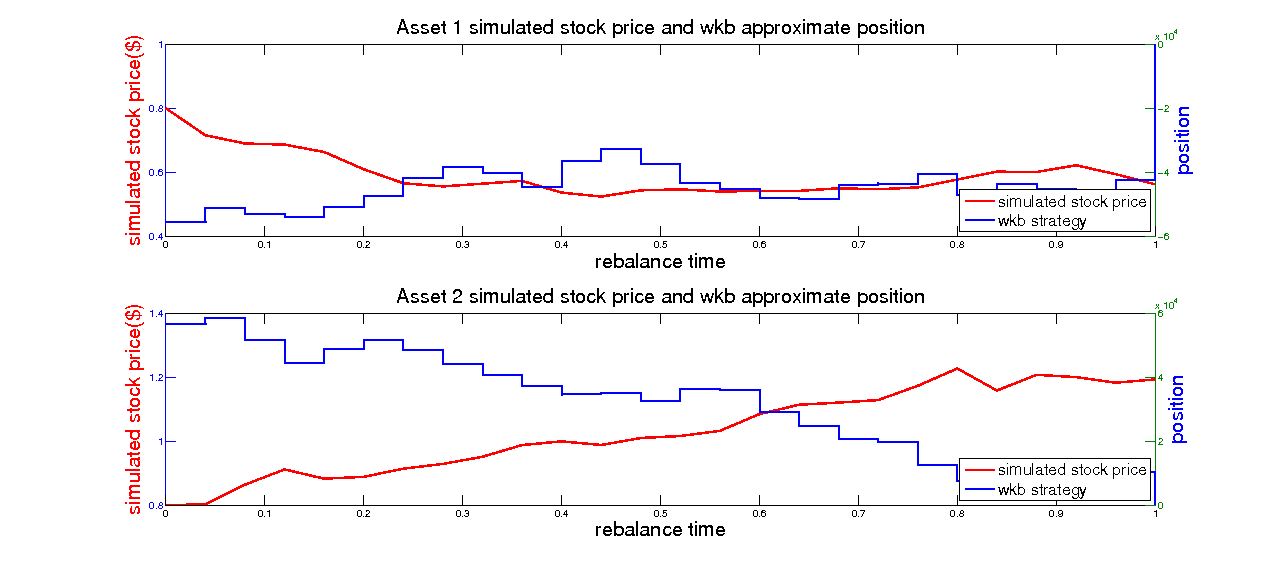 Asset 1 simulated stock price and wkb approximate position
x 10^4
1
0.8
0.6
0.4
simulated stock price($)
0
-2
-4
-6
position
simulated stock price
wkb strategy
0 0.1 0.2 0.3 0.4 0.5 0.6 0.7 0.8 0.9 1
rebalance time
Asset 2 simulated stock price and wkb approximate position
x 10^4
1.4
1.2
1
0.8
simulated stock price($)
6
4
2
0
position
simulated stock price
wkb strategy
0 0.1 0.2 0.3 0.4 0.5 0.6 0.7 0.8 0.9 1
rebalance time